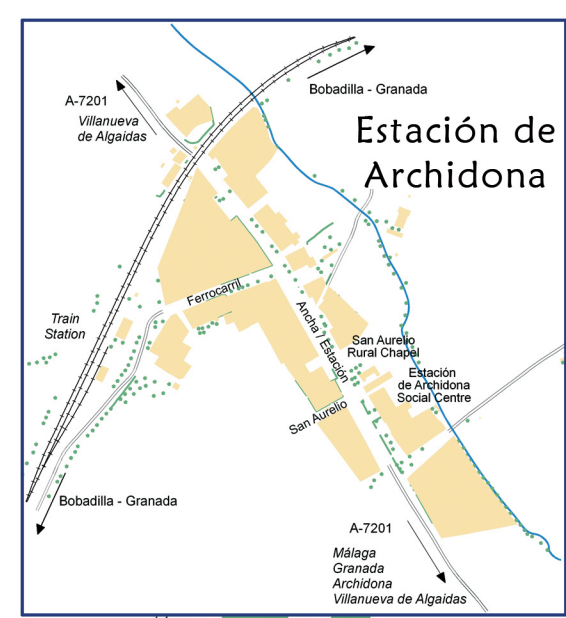 Bobadilla - Granada
A-7201
Villanueva
de Algaidas
Estación de
Archidona
Ferrocarril
Train
Station
Ancha / Estación
San Aurelio
Rural Chapel
Estación
de Archidona
Social Centre
San Aurelio
Bobadilla - Granada
A-7201
Málaga
Granada
Archidona
Villanueva de Algaidas